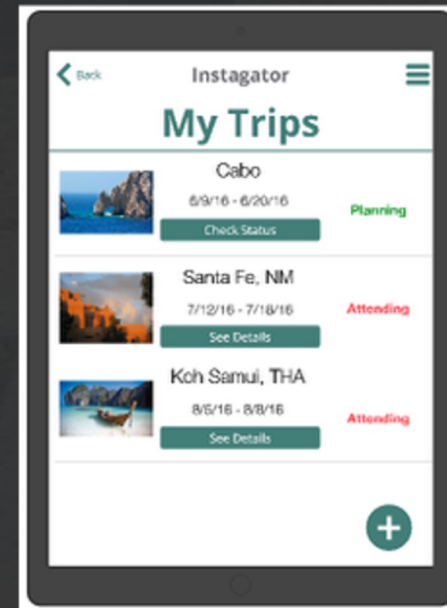 Back
Instagator
My Trips
Cabo
6/9/16 - 6/20/16
Planning
Check Status
Santa Fe, NM
7/12/16 - 7/18/16
Attending
See Details
Koh Samui, THA
8/5/16 - 8/8/16
Attending
See Details